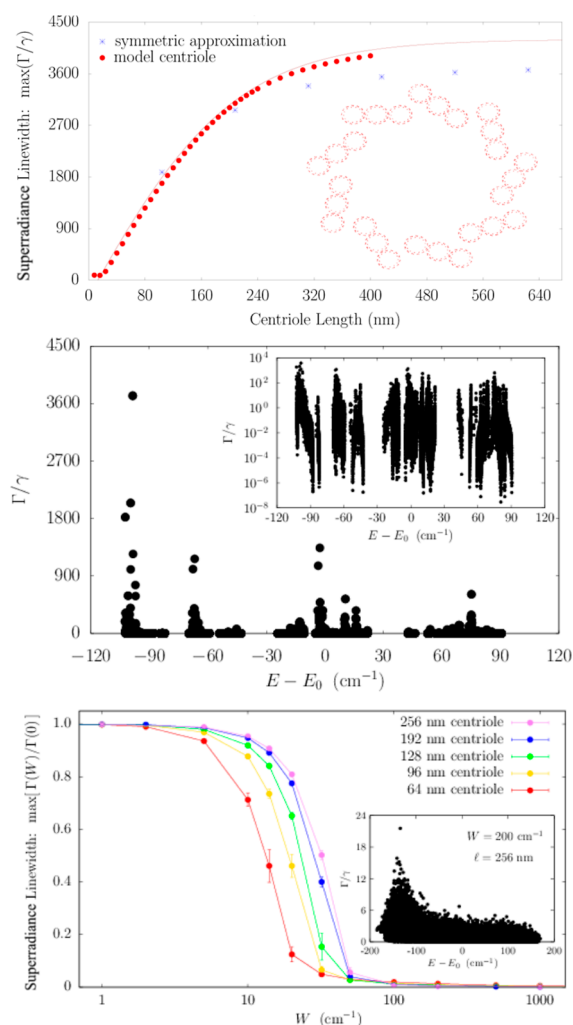 4500
3600
2700
1800
900
0
Superradiance Linewidth: max(Γ/γ)
symmetric approximation
model centriole
0 80 160 240 320 400 480 560 640
Centriole Length (nm)
4500
3600
2700
1800
900
0
Γ/γ
10^4
10^2
10^0
10^-2
10^-4
10^-6
10^-8
Γ/γ
-120 -90 -60 -30 0 30 60 90 120
E − E_0 (cm^-1)
−120 −90 −60 −30 0 30 60 90 120
E − E_0 (cm^−1)
1.0
0.8
0.6
0.4
0.2
0
Superradiance Linewidth: max[Γ(W)/Γ(0)]
256 nm centriole
192 nm centriole
128 nm centriole
96 nm centriole
64 nm centriole
24
18
12
6
0
Γ/γ
W = 200 cm^-1
ℓ = 256 nm
-200 -100 0 100 200
E − E_0 (cm^-1)
1 10 100 1000
W (cm^-1)